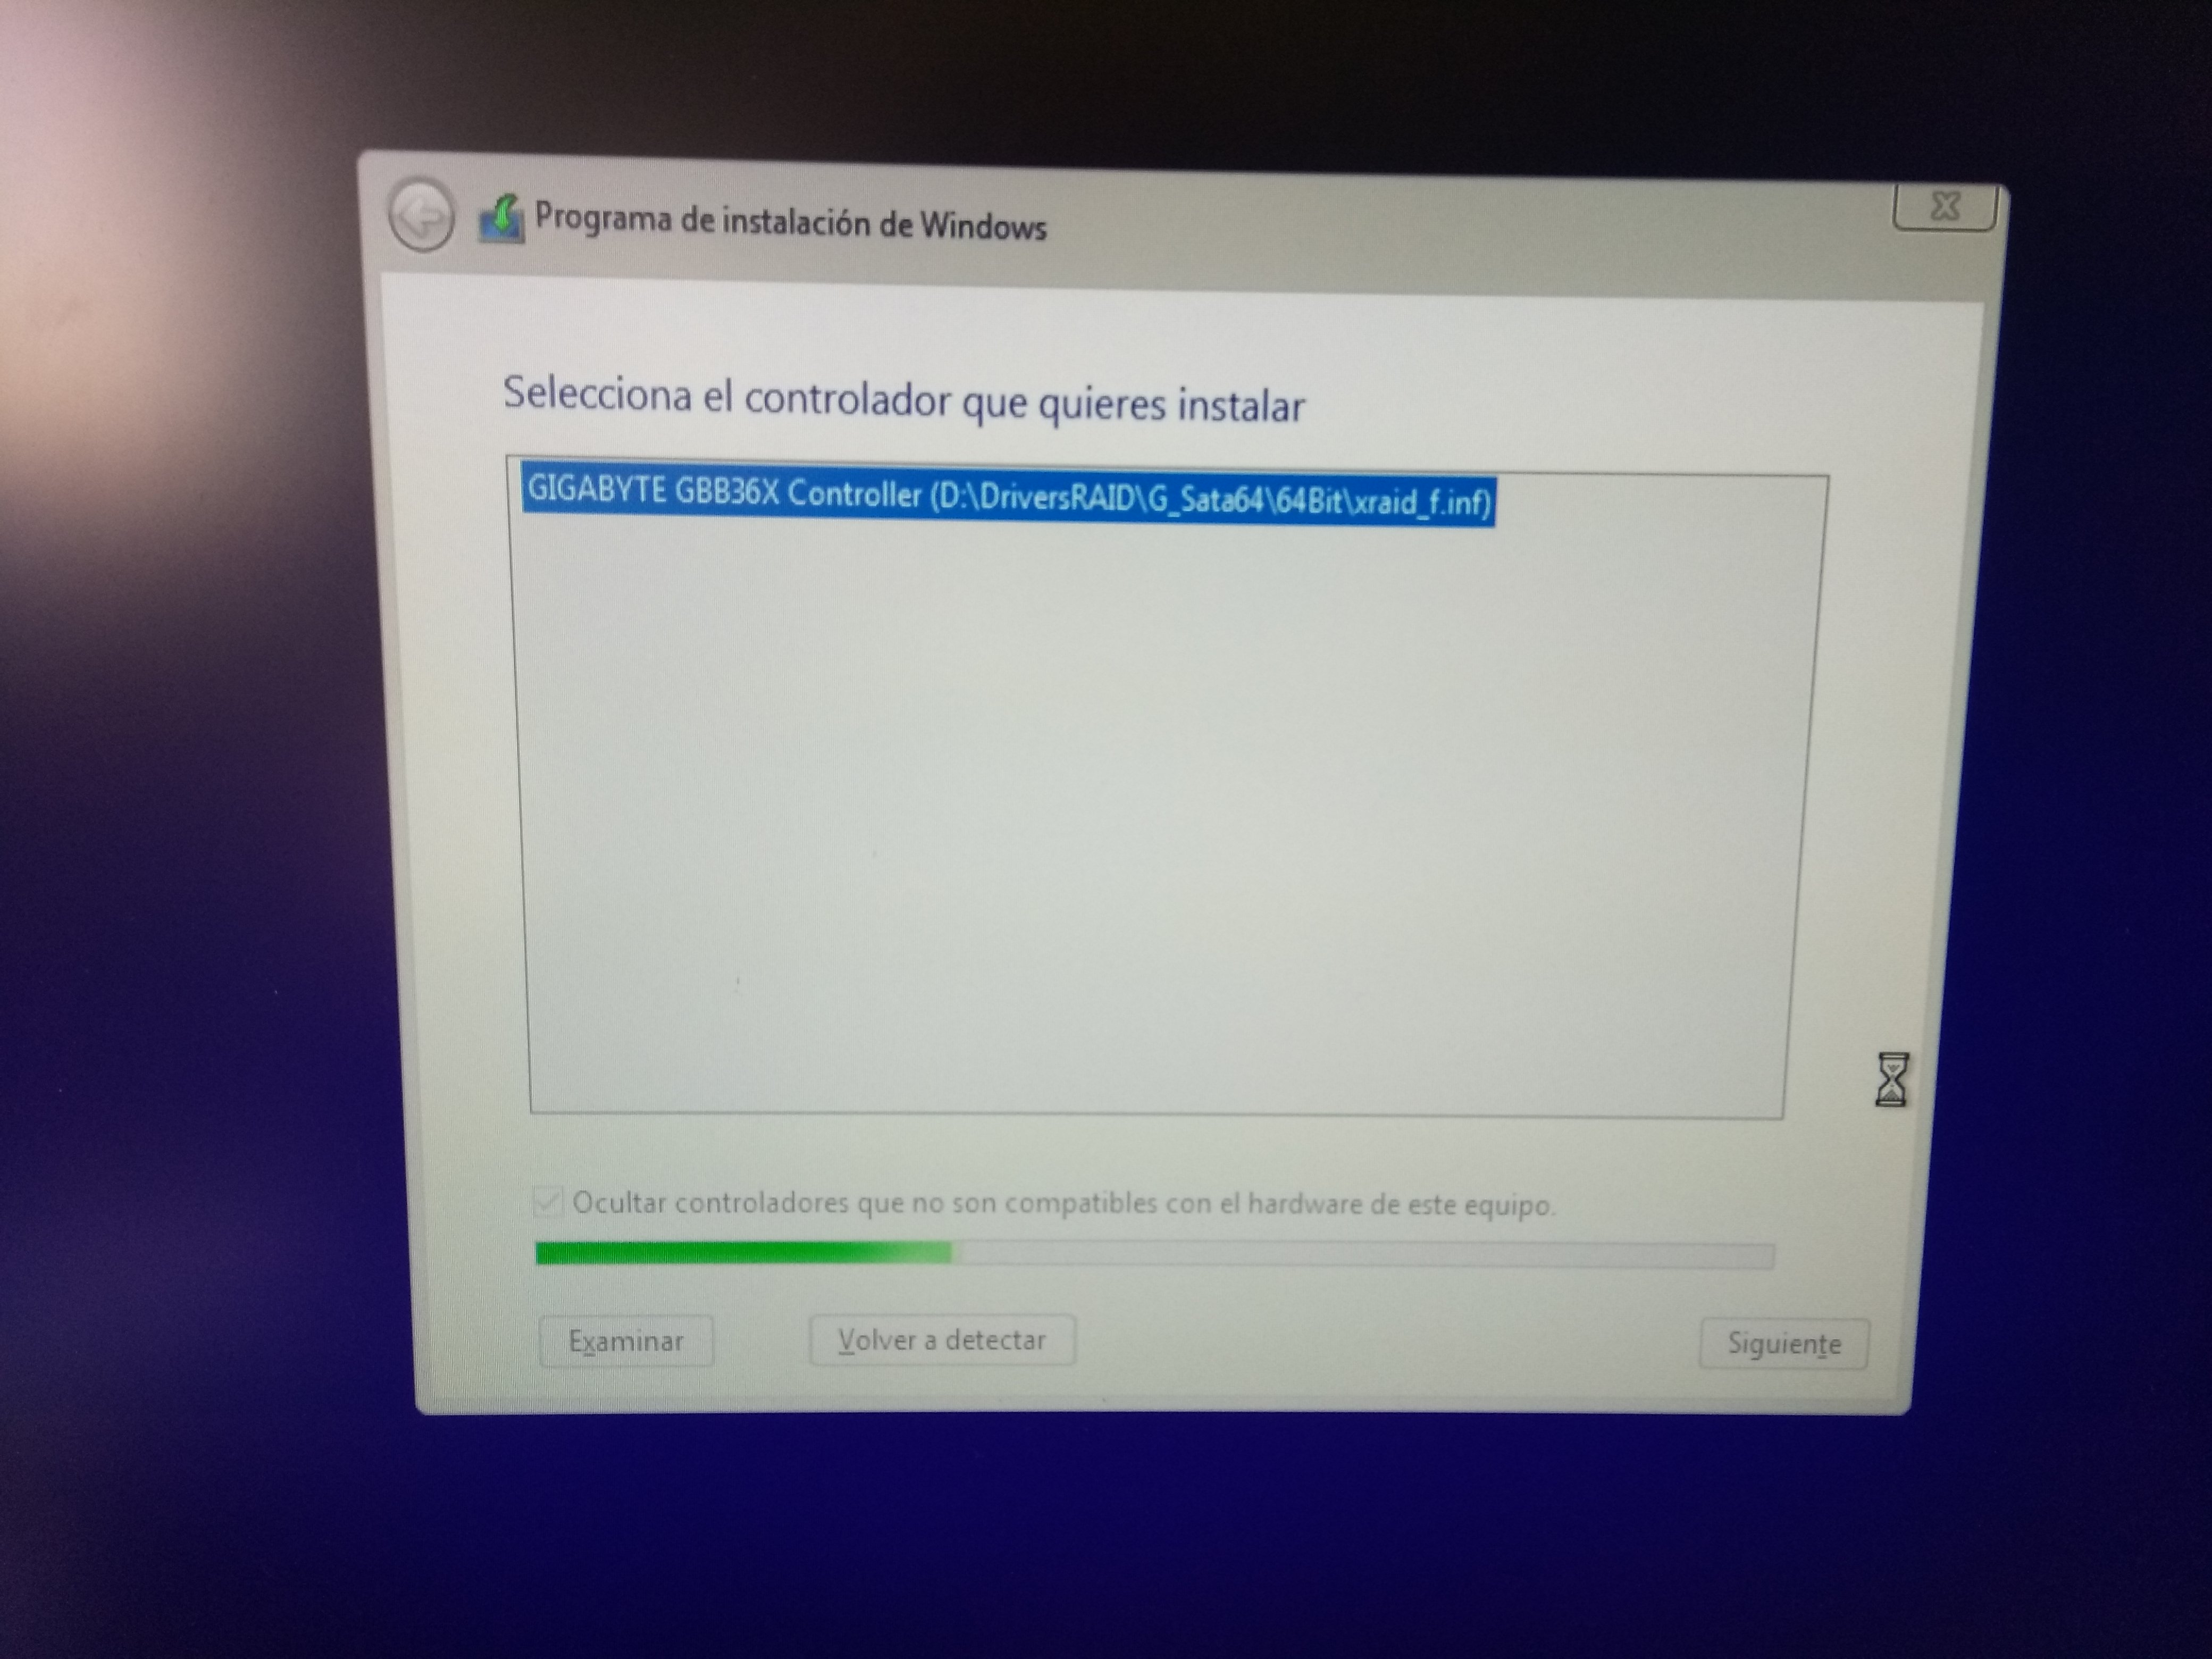 Programa de instalación de Windows
Selecciona el controlador que quieres instalar
GIGABYTE GBB36X Controller (D:\DriversRAID\G_Sata64\64Bit\xraid_f.inf)
Ocultar controladores que no son compatibles con el hardware de este equipo.
Examinar
Volver a detectar
Siguiente